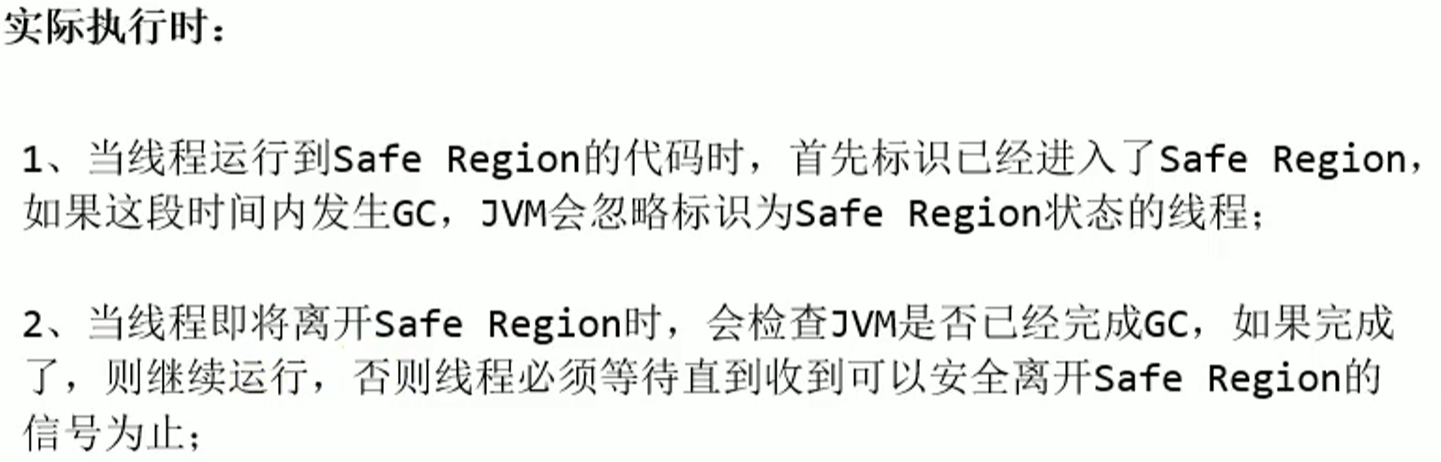 实际执行时：
1、当线程运行到Safe Region的代码时，首先标识已经进入了Safe Region，
如果这段时间内发生GC，JVM会忽略标识为Safe Region状态的线程；
2、当线程即将离开Safe Region时，会检查JVM是否已经完成GC，如果完成
了，则继续运行，否则线程必须等待直到收到可以安全离开Safe Region的
信号为止；